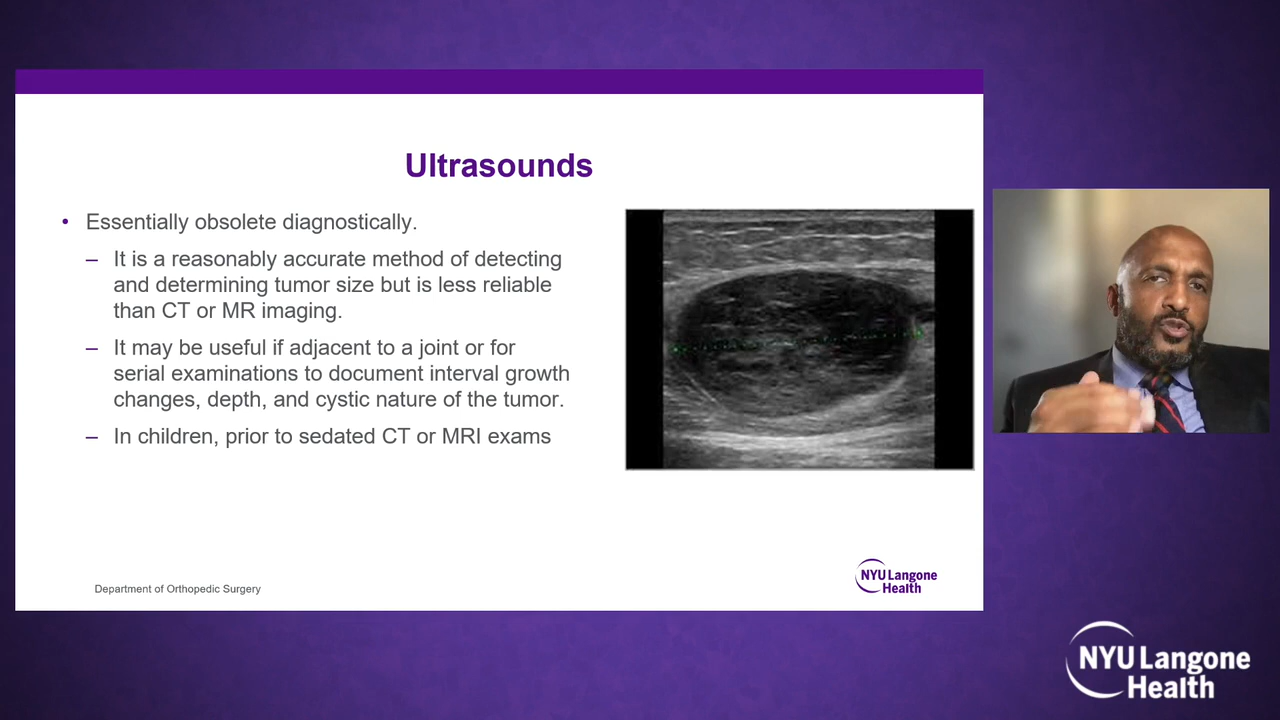 Ultrasounds
• Essentially obsolete diagnostically.
– It is a reasonably accurate method of detecting
and determining tumor size but is less reliable
than CT or MR imaging.
– It may be useful if adjacent to a joint or for
serial examinations to document interval growth
changes, depth, and cystic nature of the tumor.
– In children, prior to sedated CT or MRI exams
Department of Orthopedic Surgery
NYU Langone
Health
NYU Langone
Health